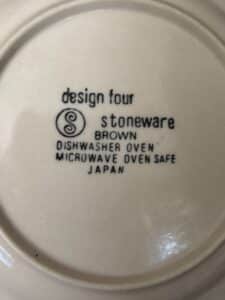 design four
S stoneware
BROWN
DISHWASHER OVEN
MICROWAVE OVEN SAFE
JAPAN